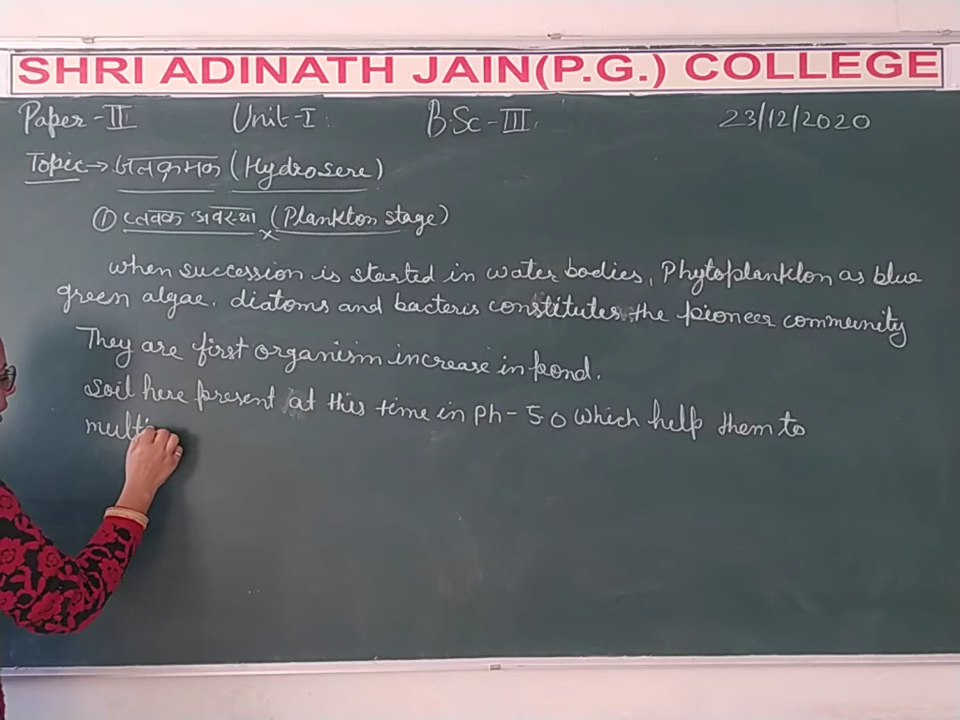 SHRI ADINATH JAIN(P.G.) COLLEGE
Paper-II Unit-I B.Sc-III 23/12/2020
Topic→ जलक्रमक (Hydrosere)
① प्लवक अवस्था (Plankton stage)
when succession is started in water bodies, Phytoplankton as blue
green algae, diatoms and bacteris constitutes the pioneer community
They are first organism increase in pond.
Soil here present at this time in Ph-5.0 which help them to
multi